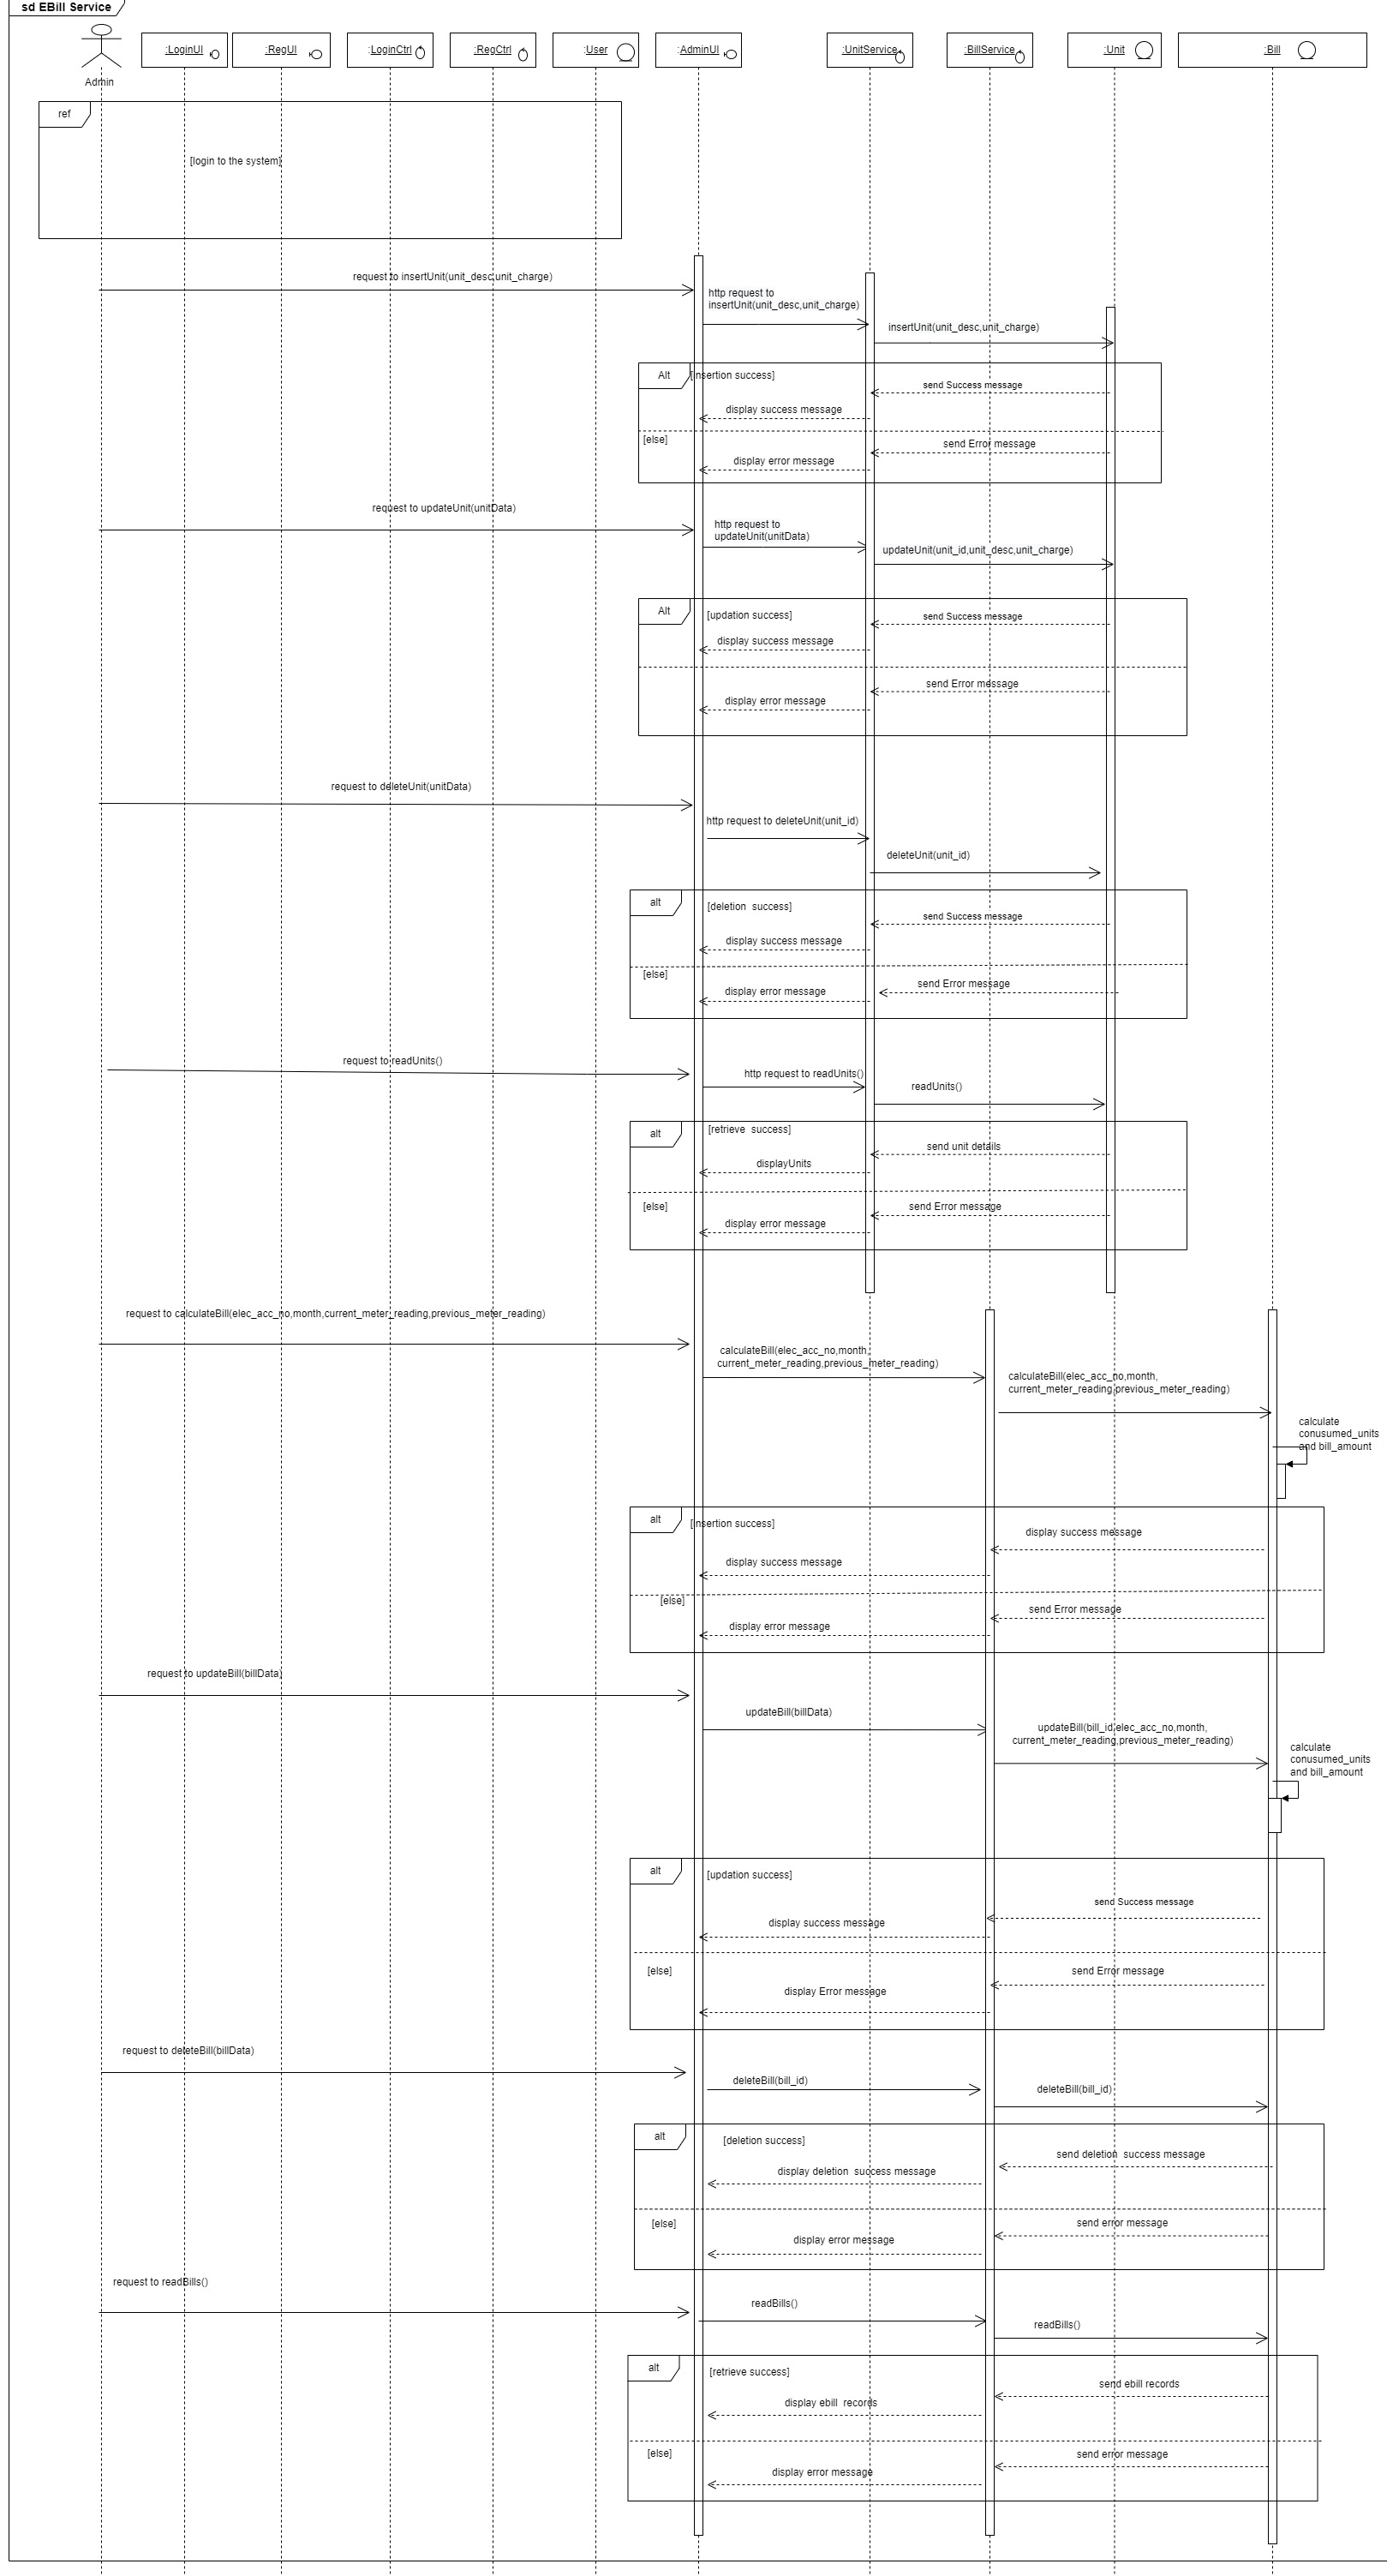 sd EBill Service
:LoginUI
:RegUI
:LoginCtrl
:RegCtrl
:User
:AdminUI
:UnitService
:BillService
:Unit
:Bill
Admin
ref
[login to the system]
request to insertUnit(unit_desc,unit_charge)
http request to
insertUnit(unit_desc,unit_charge)
insertUnit(unit_desc,unit_charge)
Alt
[insertion success]
send Success message
display success message
[else]
send Error message
display error message
request to updateUnit(unitData)
http request to
updateUnit(unitData)
updateUnit(unit_id,unit_desc,unit_charge)
Alt
[updation success]
send Success message
display success message
send Error message
display error message
request to deleteUnit(unitData)
http request to deleteUnit(unit_id)
deleteUnit(unit_id)
alt
[deletion  success]
send Success message
display success message
[else]
send Error message
display error message
request to readUnits()
http request to readUnits()
readUnits()
alt
[retrieve  success]
send unit details
displayUnits
[else]
send Error message
display error message
request to calculateBill(elec_acc_no,month,current_meter_reading,previous_meter_reading)
calculateBill(elec_acc_no,month,
current_meter_reading,previous_meter_reading)
calculateBill(elec_acc_no,month,
current_meter_reading,previous_meter_reading)
calculate
conusumed_units
and bill_amount
alt
[insertion success]
display success message
display success message
[else]
send Error message
display error message
request to updateBill(billData)
updateBill(billData)
updateBill(bill_id,elec_acc_no,month,
current_meter_reading,previous_meter_reading)
calculate
conusumed_units
and bill_amount
alt
[updation success]
send Success message
display success message
[else]
send Error message
display Error message
request to deleteBill(billData)
deleteBill(bill_id)
deleteBill(bill_id)
alt
[deletion success]
send deletion  success message
display deletion  success message
[else]
send error message
display error message
request to readBills()
readBills()
readBills()
alt
[retrieve success]
send ebill records
display ebill  records
[else]
send error message
display error message